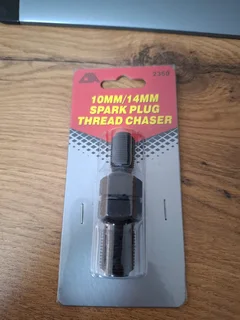 10MM/14MM
SPARK PLUG
THREAD CHASER